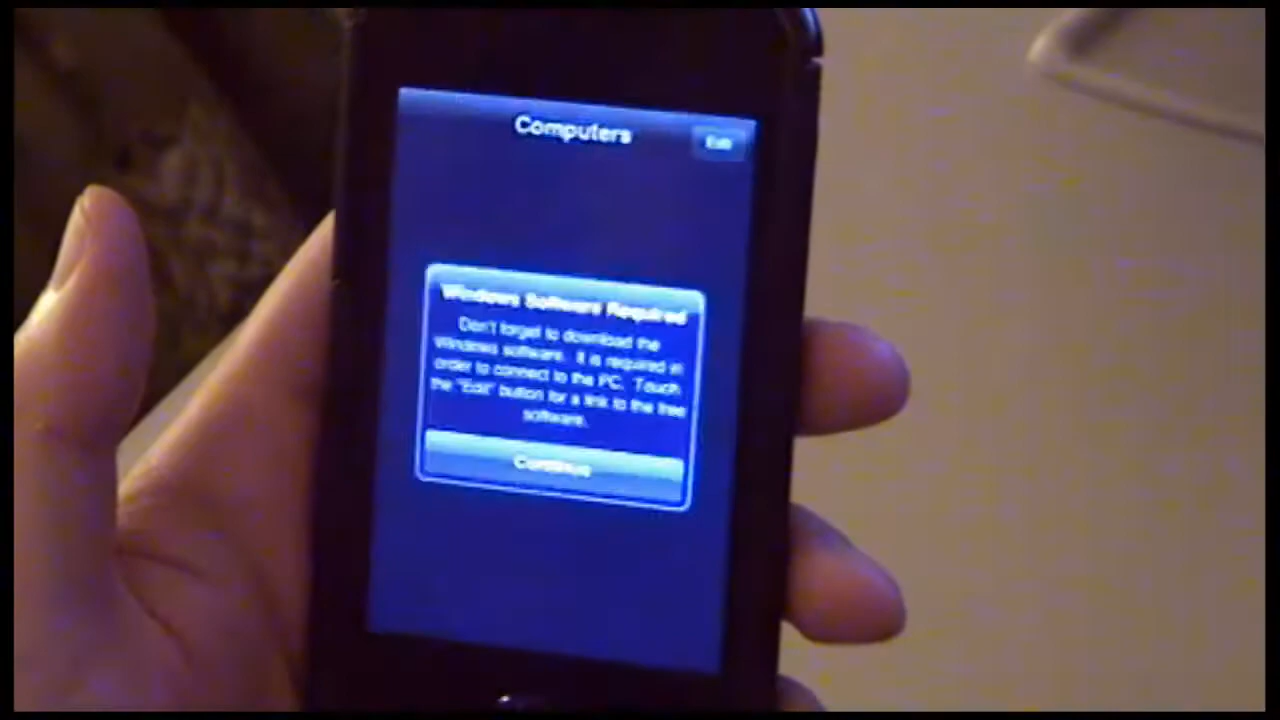 Computers
Edit
Windows Software Required
Don't forget to download the
Windows software.  It is required in
order to connect to the PC.  Touch
the "Edit" button for a link to the free
software.
Continue